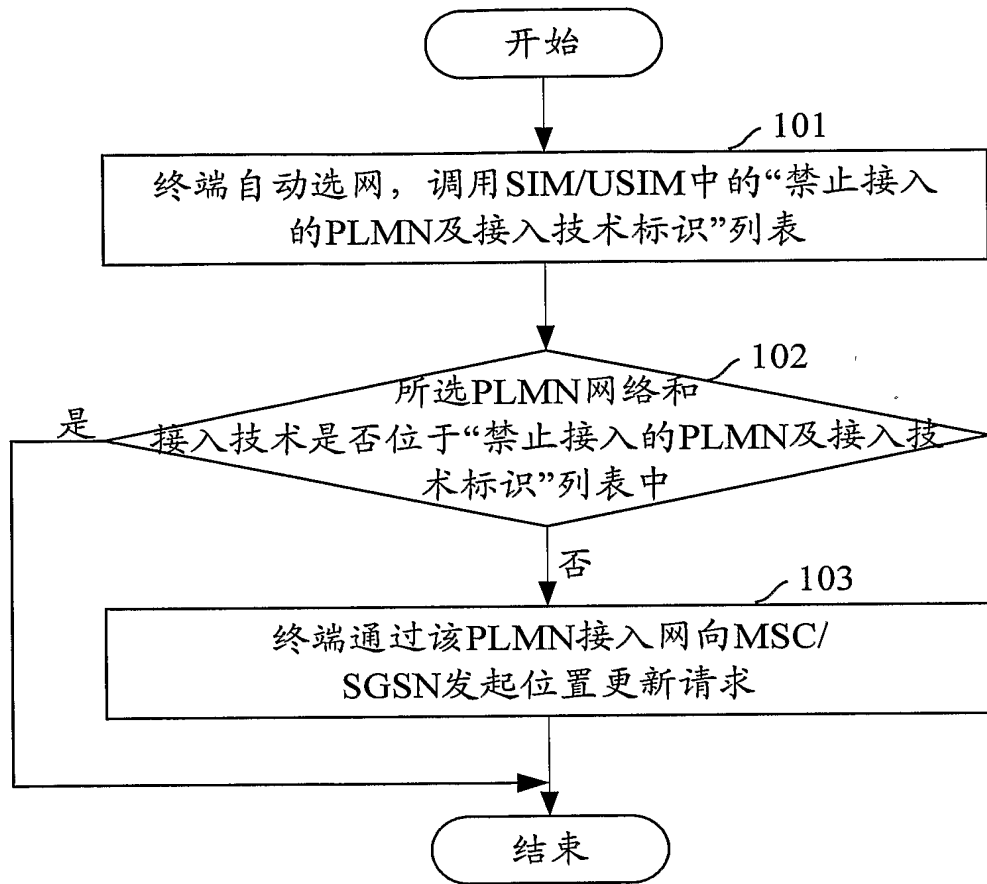 开始
101
终端自动选网，调用SIM/USIM中的“禁止接入
的PLMN及接入技术标识”列表
102
所选PLMN网络和
接入技术是否位于“禁止接入的PLMN及接入技
术标识”列表中
是
否
103
终端通过该PLMN接入网向MSC/
SGSN发起位置更新请求
结束